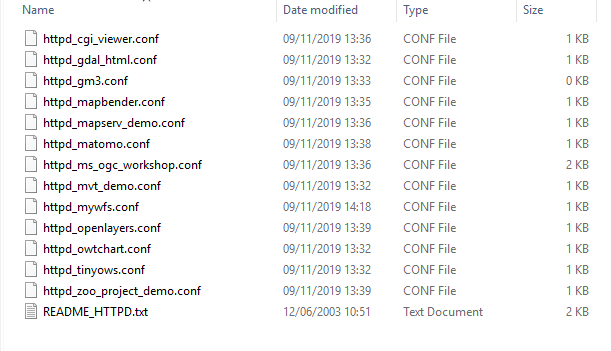 Name Date modified Type Size
httpd_cgi_viewer.conf 09/11/2019 13:36 CONF File 1 KB
httpd_gdal_html.conf 09/11/2019 13:32 CONF File 1 KB
httpd_gm3.conf 09/11/2019 13:33 CONF File 0 KB
httpd_mapbender.conf 09/11/2019 13:35 CONF File 1 KB
httpd_mapserv_demo.conf 09/11/2019 13:36 CONF File 1 KB
httpd_matomo.conf 09/11/2019 13:38 CONF File 1 KB
httpd_ms_ogc_workshop.conf 09/11/2019 13:36 CONF File 2 KB
httpd_mvt_demo.conf 09/11/2019 13:32 CONF File 1 KB
httpd_mywfs.conf 09/11/2019 14:18 CONF File 1 KB
httpd_openlayers.conf 09/11/2019 13:39 CONF File 1 KB
httpd_owtchart.conf 09/11/2019 13:32 CONF File 1 KB
httpd_tinyows.conf 09/11/2019 13:32 CONF File 1 KB
httpd_zoo_project_demo.conf 09/11/2019 13:39 CONF File 1 KB
README_HTTPD.txt 12/06/2003 10:51 Text Document 2 KB